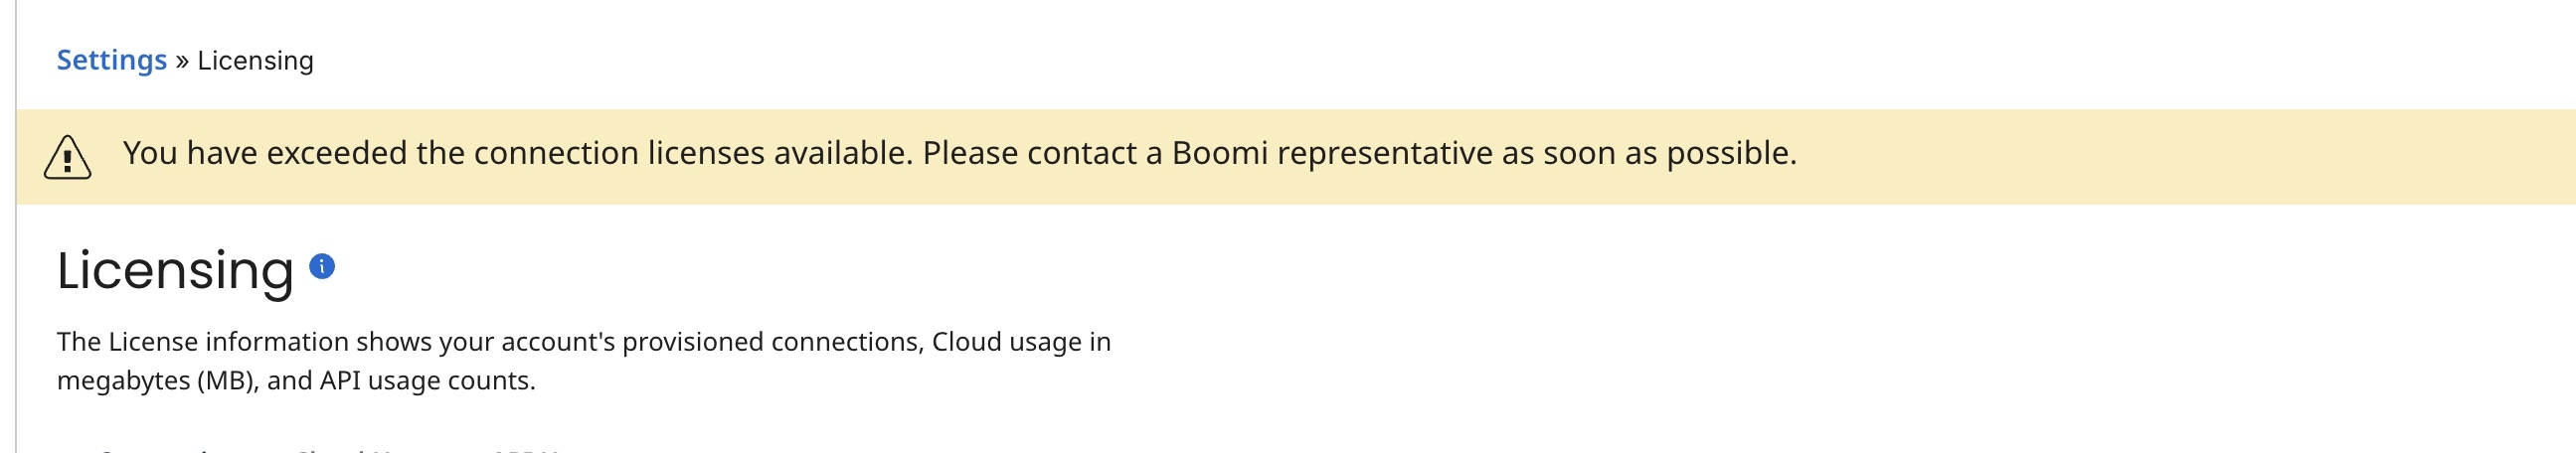 Settings » Licensing
You have exceeded the connection licenses available. Please contact a Boomi representative as soon as possible.
Licensing
The License information shows your account's provisioned connections, Cloud usage in
megabytes (MB), and API usage counts.